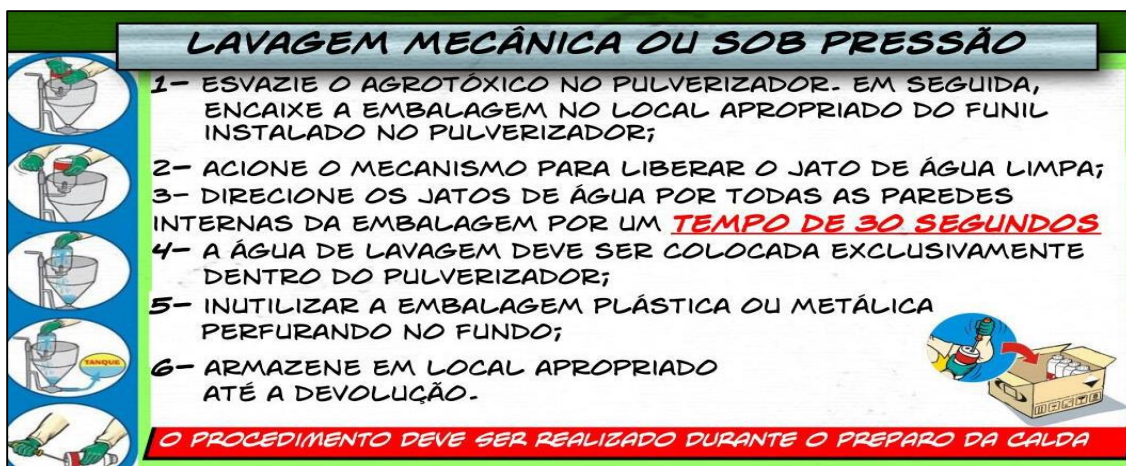 LAVAGEM MECÂNICA OU SOB PRESSÃO
1- ESVAZIE O AGROTÓXICO NO PULVERIZADOR. EM SEGUIDA,
ENCAIXE A EMBALAGEM NO LOCAL APROPRIADO DO FUNIL
INSTALADO NO PULVERIZADOR;
2- ACIONE O MECANISMO PARA LIBERAR O JATO DE ÁGUA LIMPA;
3- DIRECIONE OS JATOS DE ÁGUA POR TODAS AS PAREDES
INTERNAS DA EMBALAGEM POR UM TEMPO DE 30 SEGUNDOS
4- A ÁGUA DE LAVAGEM DEVE SER COLOCADA EXCLUSIVAMENTE
DENTRO DO PULVERIZADOR;
5- INUTILIZAR A EMBALAGEM PLÁSTICA OU METÁLICA
PERFURANDO NO FUNDO;
TANQUE
6- ARMAZENE EM LOCAL APROPRIADO
ATÉ A DEVOLUÇÃO.
O PROCEDIMENTO DEVE SER REALIZADO DURANTE O PREPARO DA CALDA